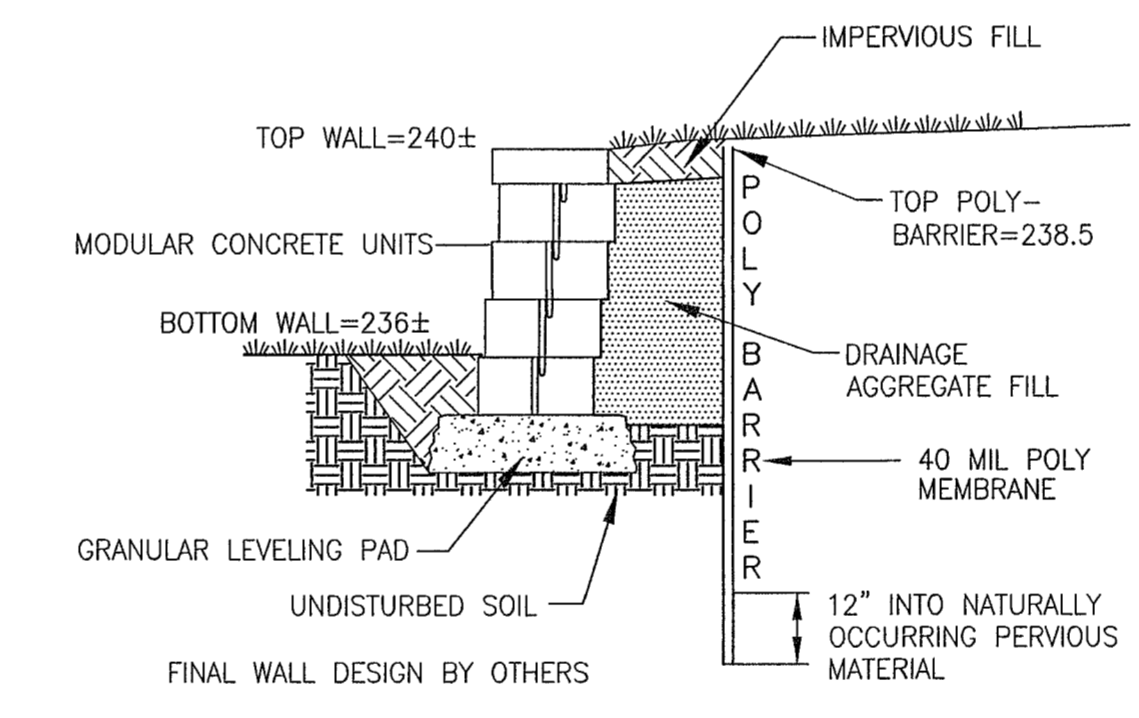 IMPERVIOUS FILL
TOP WALL=240±
TOP POLY-
BARRIER=238.5
MODULAR CONCRETE UNITS
BOTTOM WALL=236±
POLY BARRIER
DRAINAGE
AGGREGATE FILL
40 MIL POLY
MEMBRANE
GRANULAR LEVELING PAD
UNDISTURBED SOIL
12" INTO NATURALLY
OCCURRING PERVIOUS
MATERIAL
FINAL WALL DESIGN BY OTHERS